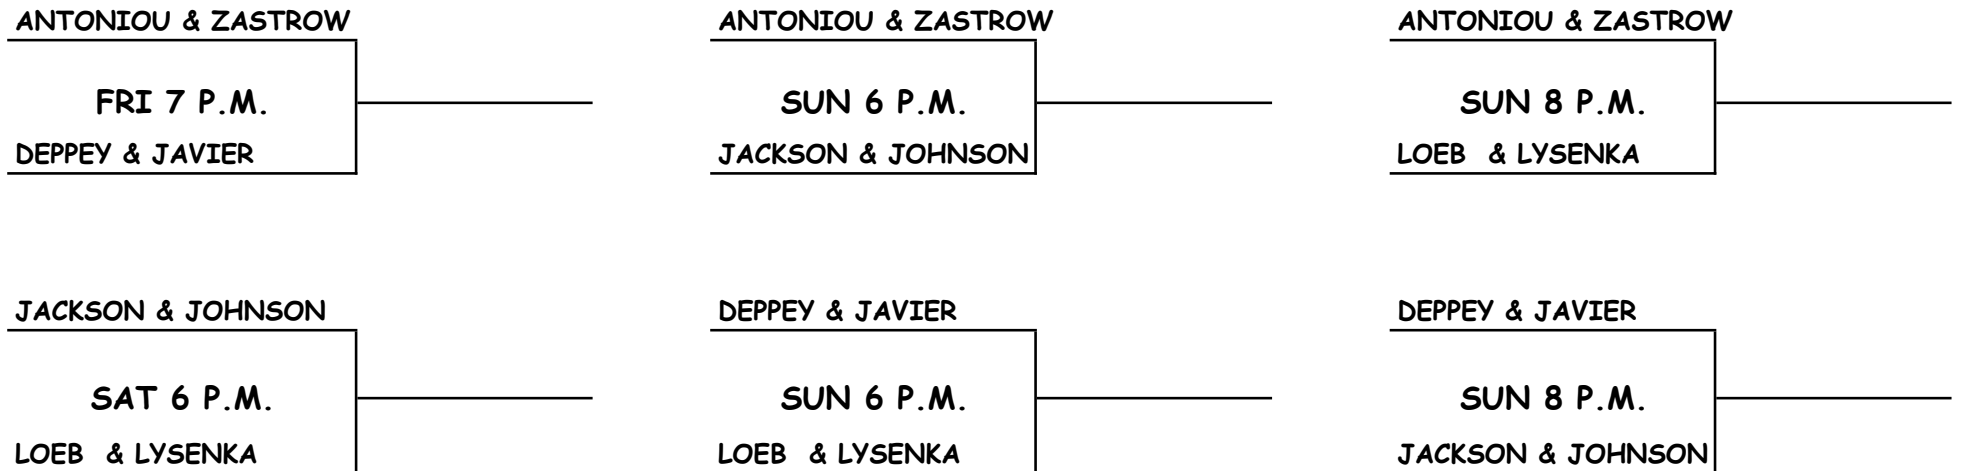 ANTONIOU & ZASTROW
FRI 7 P.M.
DEPPEY & JAVIER
ANTONIOU & ZASTROW
SUN 6 P.M.
JACKSON & JOHNSON
ANTONIOU & ZASTROW
SUN 8 P.M.
LOEB & LYSENKA
JACKSON & JOHNSON
SAT 6 P.M.
LOEB & LYSENKA
DEPPEY & JAVIER
SUN 6 P.M.
LOEB & LYSENKA
DEPPEY & JAVIER
SUN 8 P.M.
JACKSON & JOHNSON